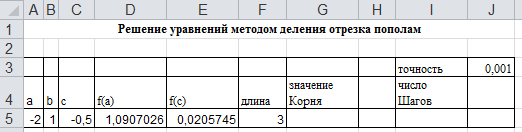 A B C D E F G H I J
1 Решение уравнений методом деления отрезка пополам
2
3 точность 0,001
4 a b c f(a) f(c) длина значение Корня число Шагов
5 -2 1 -0,5 1,0907026 0,0205745 3